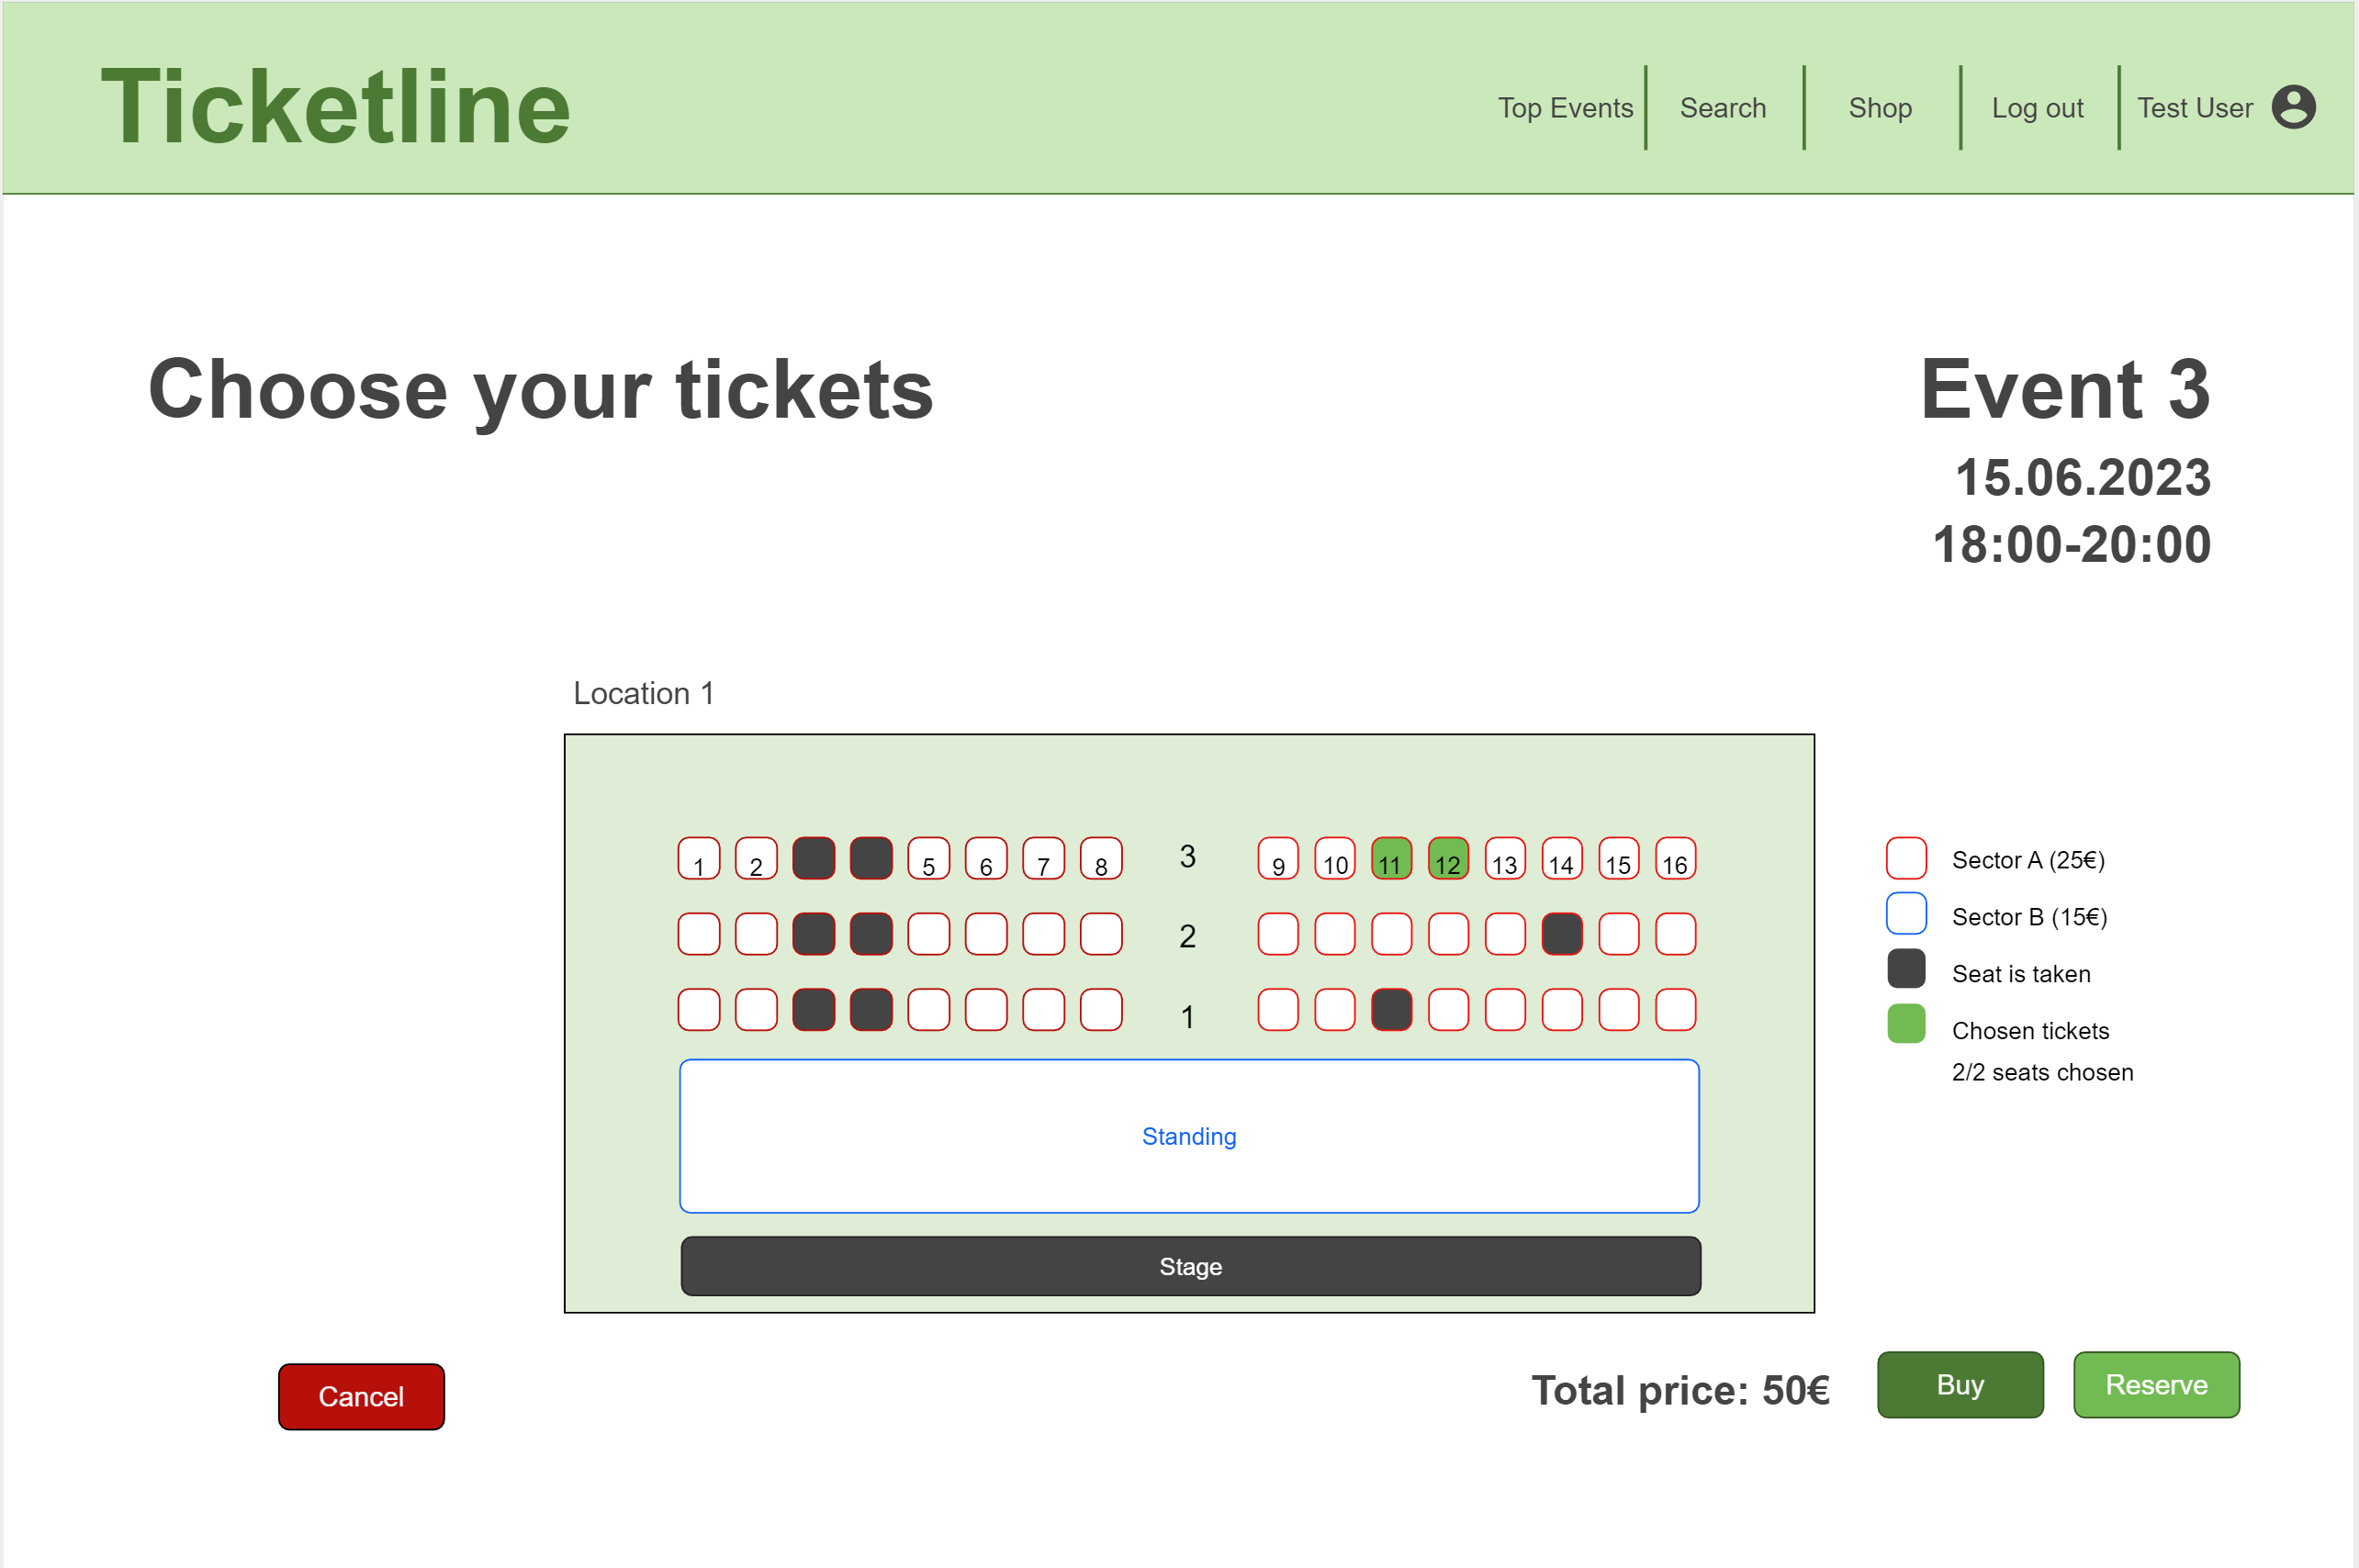 Ticketline
Top Events Search Shop Log out Test User
Choose your tickets
Event 3
15.06.2023
18:00-20:00
Location 1
1 2 5 6 7 8 3 9 10 11 12 13 14 15 16
2
1
Standing
Stage
Sector A (25€)
Sector B (15€)
Seat is taken
Chosen tickets
2/2 seats chosen
Cancel
Total price: 50€
Buy
Reserve